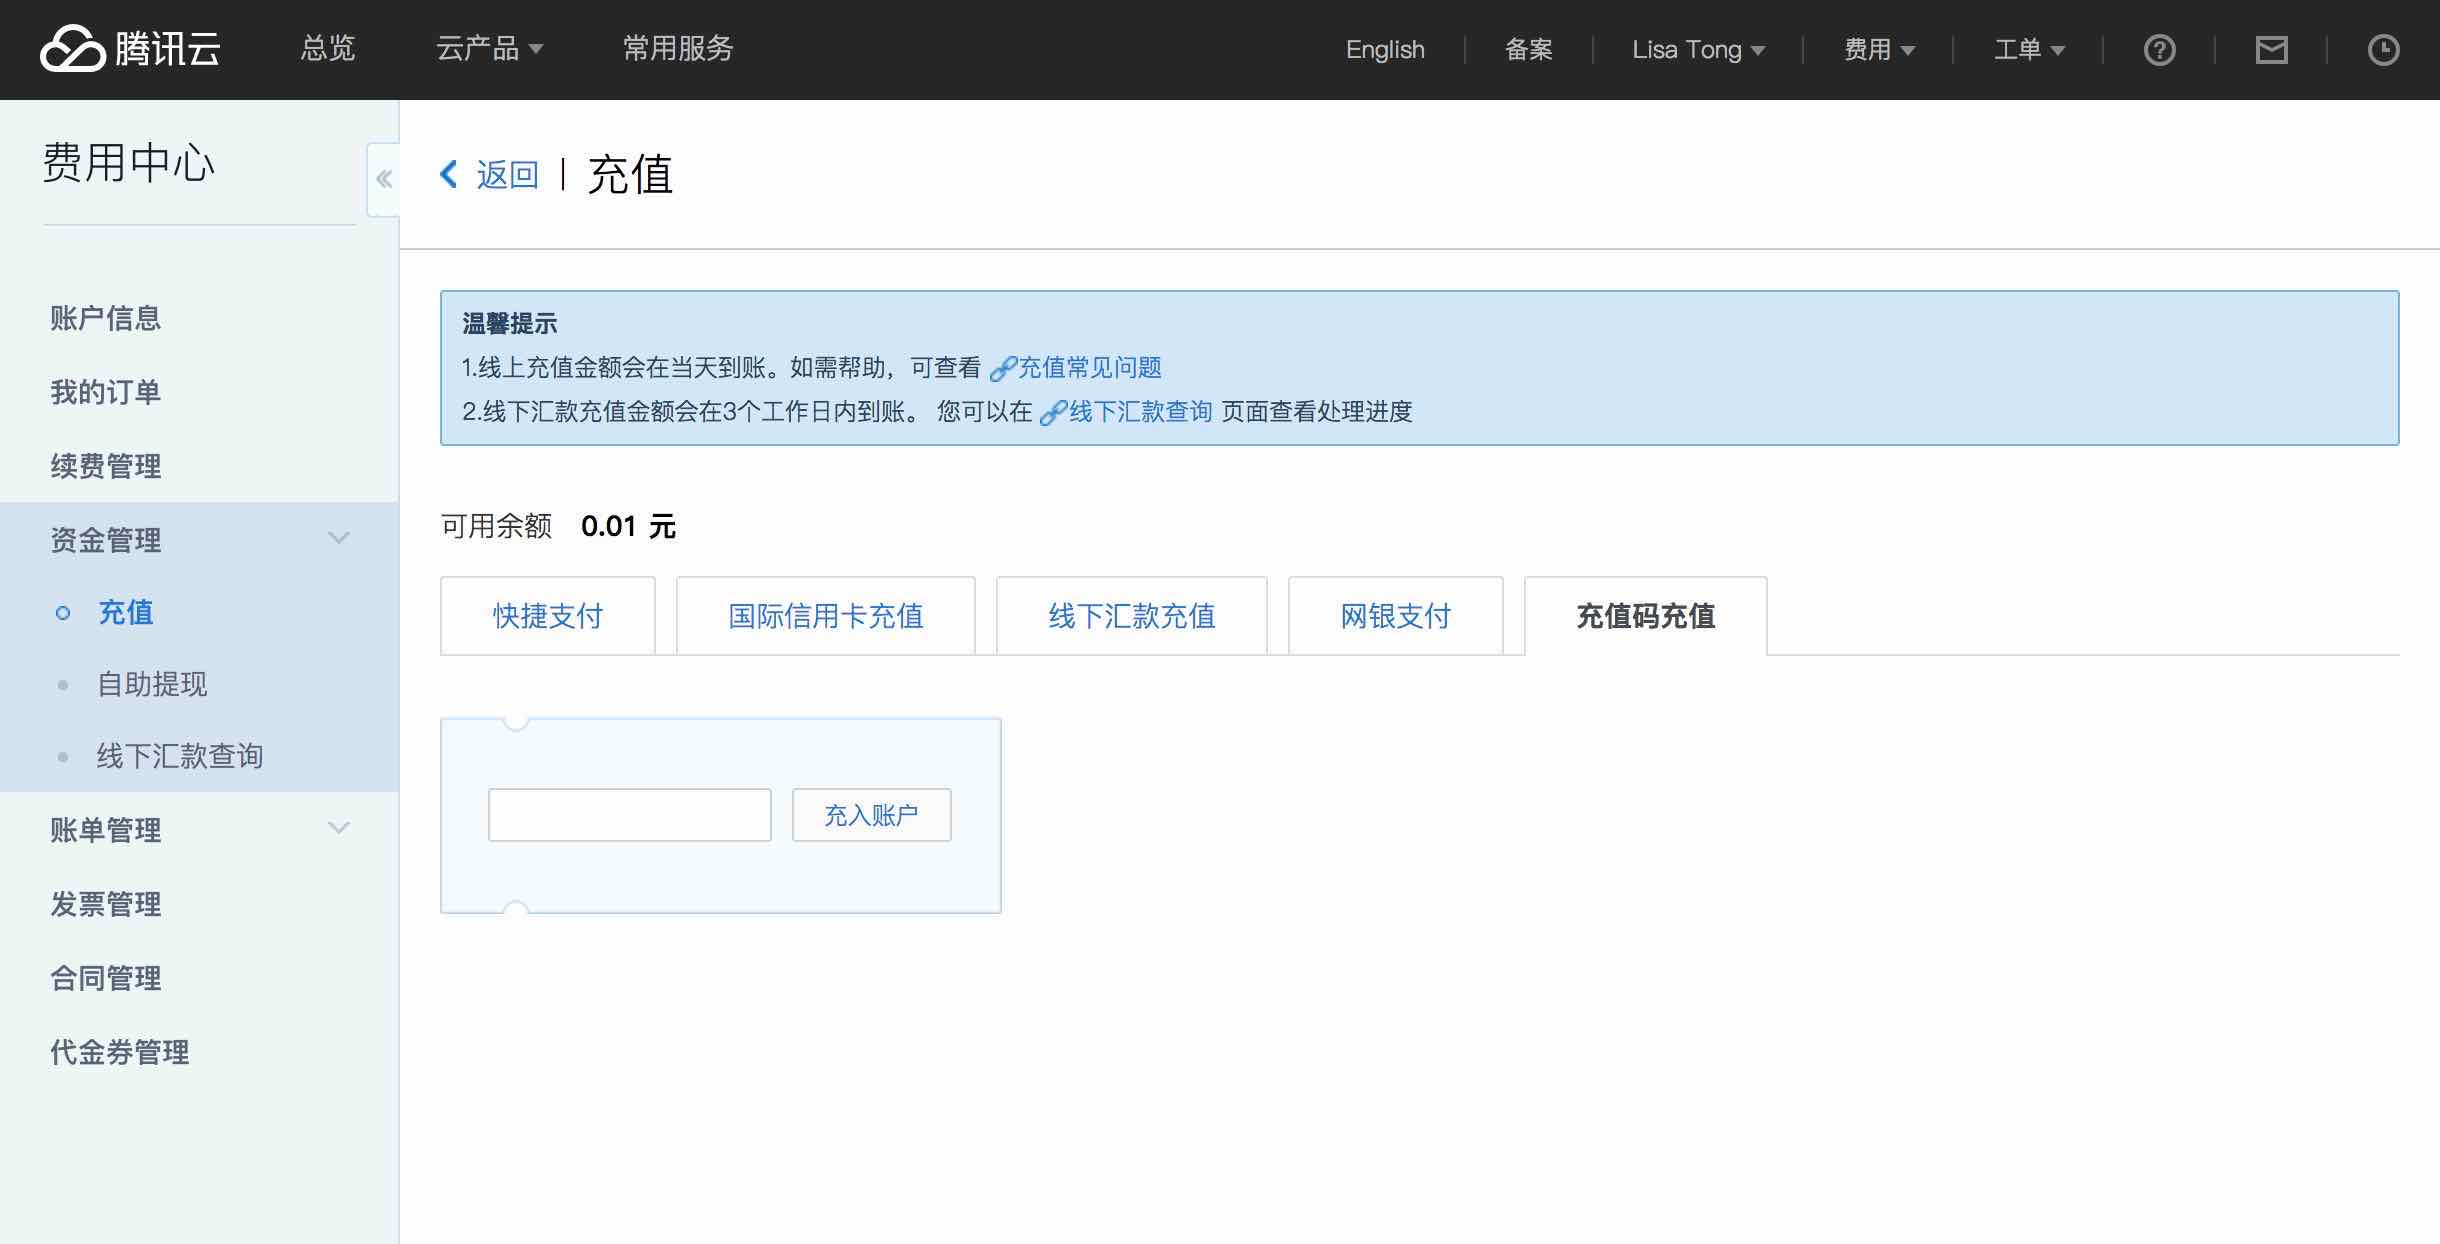 腾讯云 总览 云产品 常用服务 English 备案 Lisa Tong 费用 工单
费用中心
账户信息
我的订单
续费管理
资金管理
充值
自助提现
线下汇款查询
账单管理
发票管理
合同管理
代金券管理
返回 | 充值
温馨提示
1.线上充值金额会在当天到账。如需帮助，可查看 充值常见问题
2.线下汇款充值金额会在3个工作日内到账。 您可以在 线下汇款查询 页面查看处理进度
可用余额 0.01 元
快捷支付 国际信用卡充值 线下汇款充值 网银支付 充值码充值
充入账户